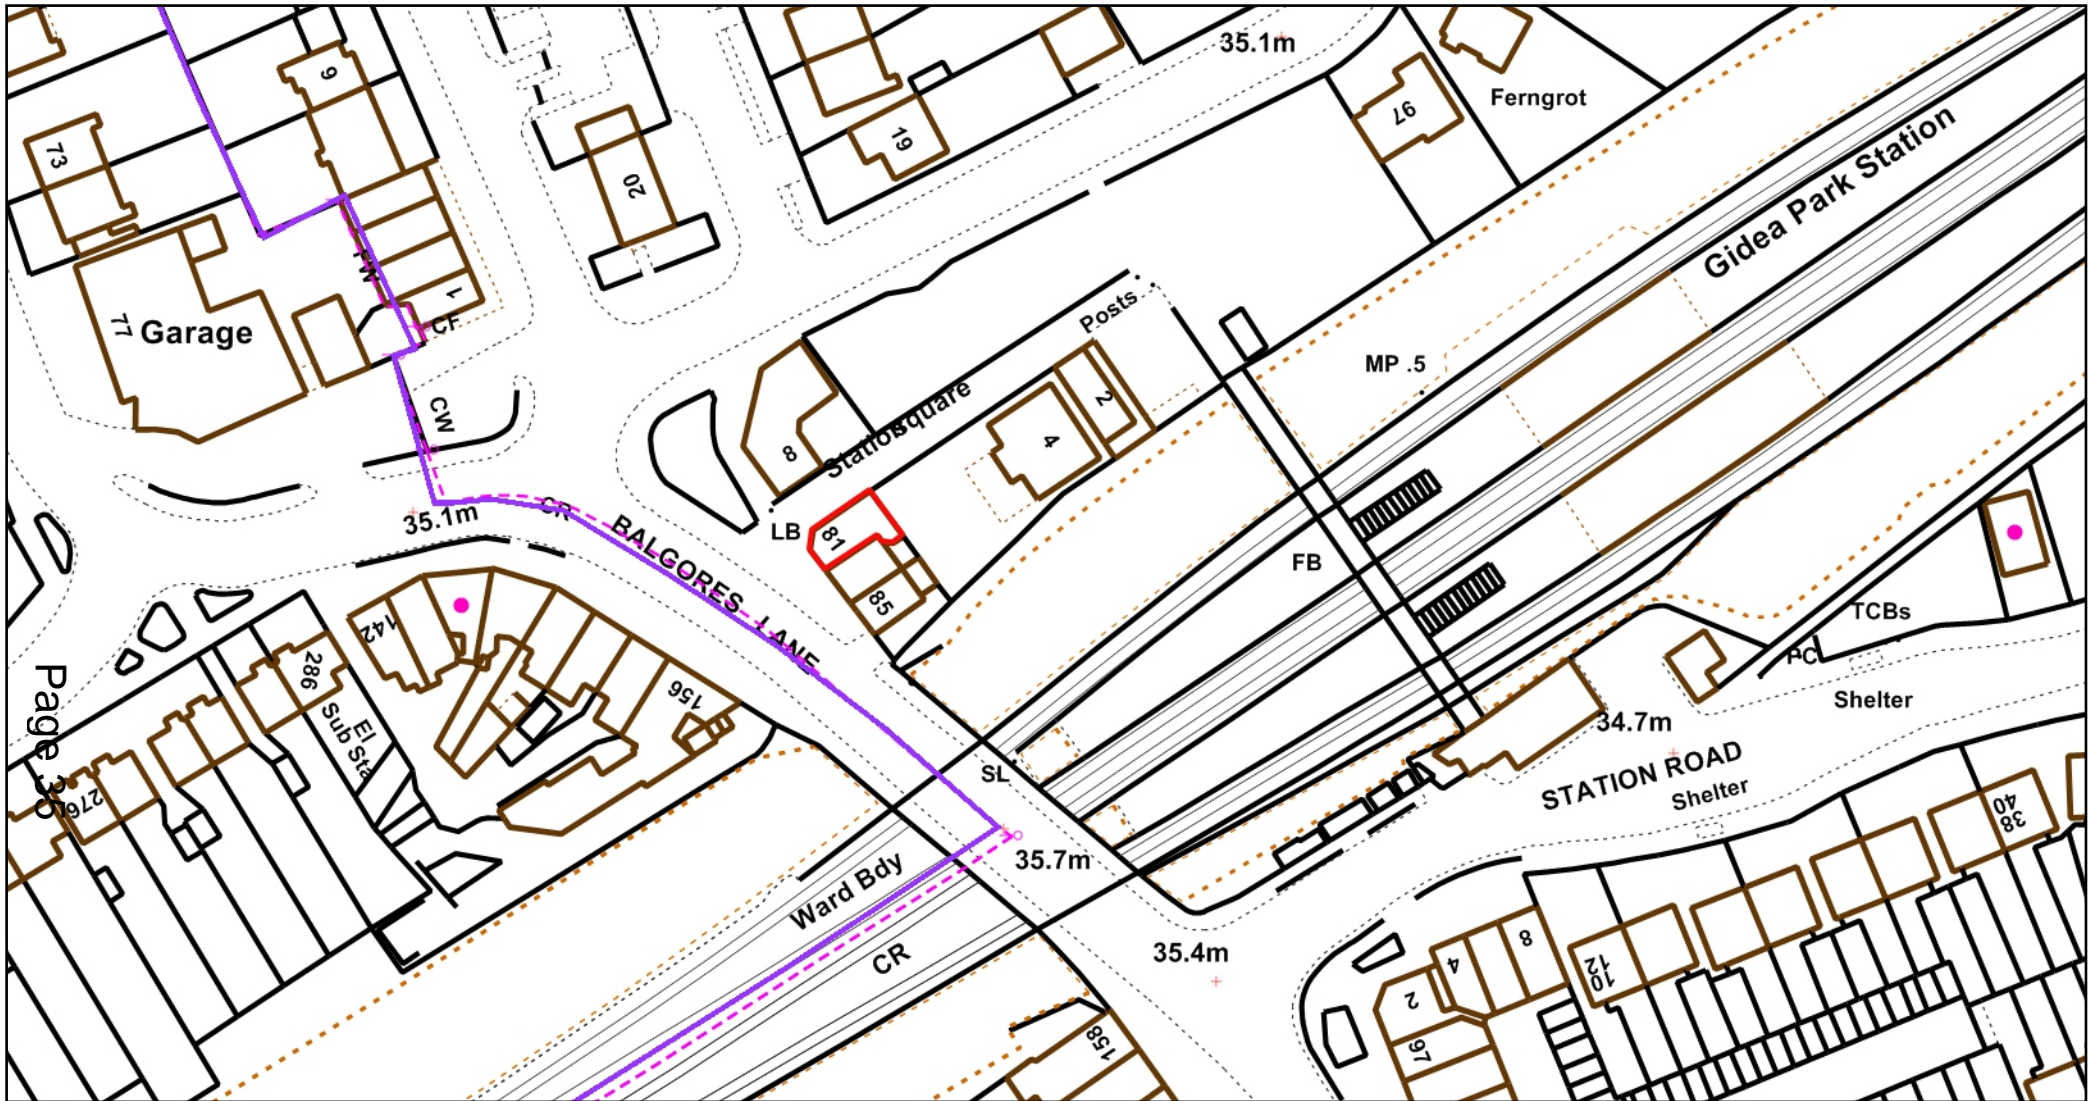 35.1m
9
73
19
97
Ferngrot
20
Gidea Park Station
1
77
Garage
FW
CF
Posts
MP .5
2
CW
Station Square
8
4
35.1m
CR
81
LB
BALGORES LANE
85
FB
142
TCBs
PC
286
156
Shelter
El
Sub Sta
34.7m
STATION ROAD
Shelter
SL
276
Page 35
38
40
35.7m
Ward Bdy
CR
35.4m
8
4
2
12
10
158
97